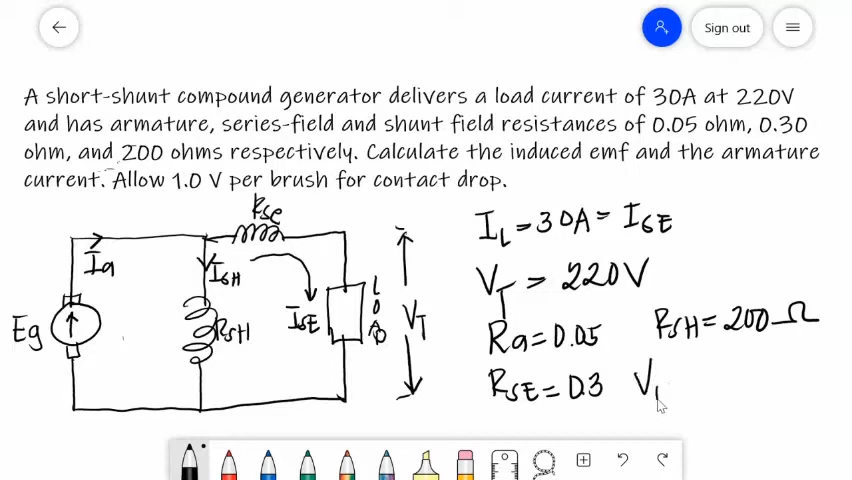 Sign out
A short-shunt compound generator delivers a load current of 30A at 220V
and has armature, series-field and shunt field resistances of 0.05 ohm, 0.30
ohm, and 200 ohms respectively. Calculate the induced emf and the armature
current. Allow 1.0 V per brush for contact drop.
RSe
Ia
ISH
Eg
RSH
ISE
LOAD
VT
IL = 30A = ISE
VT = 220V
Ra = 0.05
RSH = 200 Ω
RSE = 0.3
V